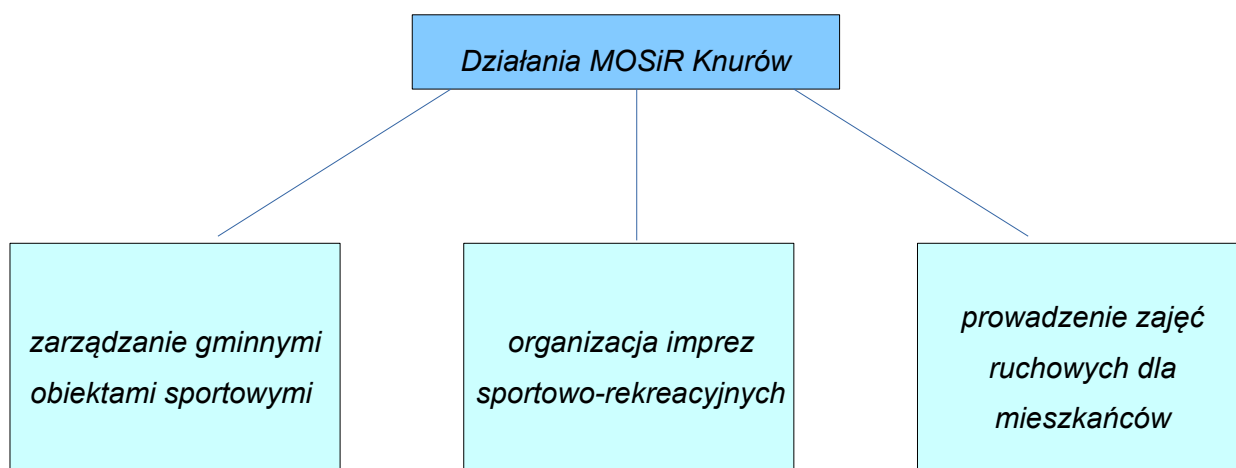 Działania MOSiR Knurów
zarządzanie gminnymi
obiektami sportowymi
organizacja imprez
sportowo-rekreacyjnych
prowadzenie zajęć
ruchowych dla
mieszkańców